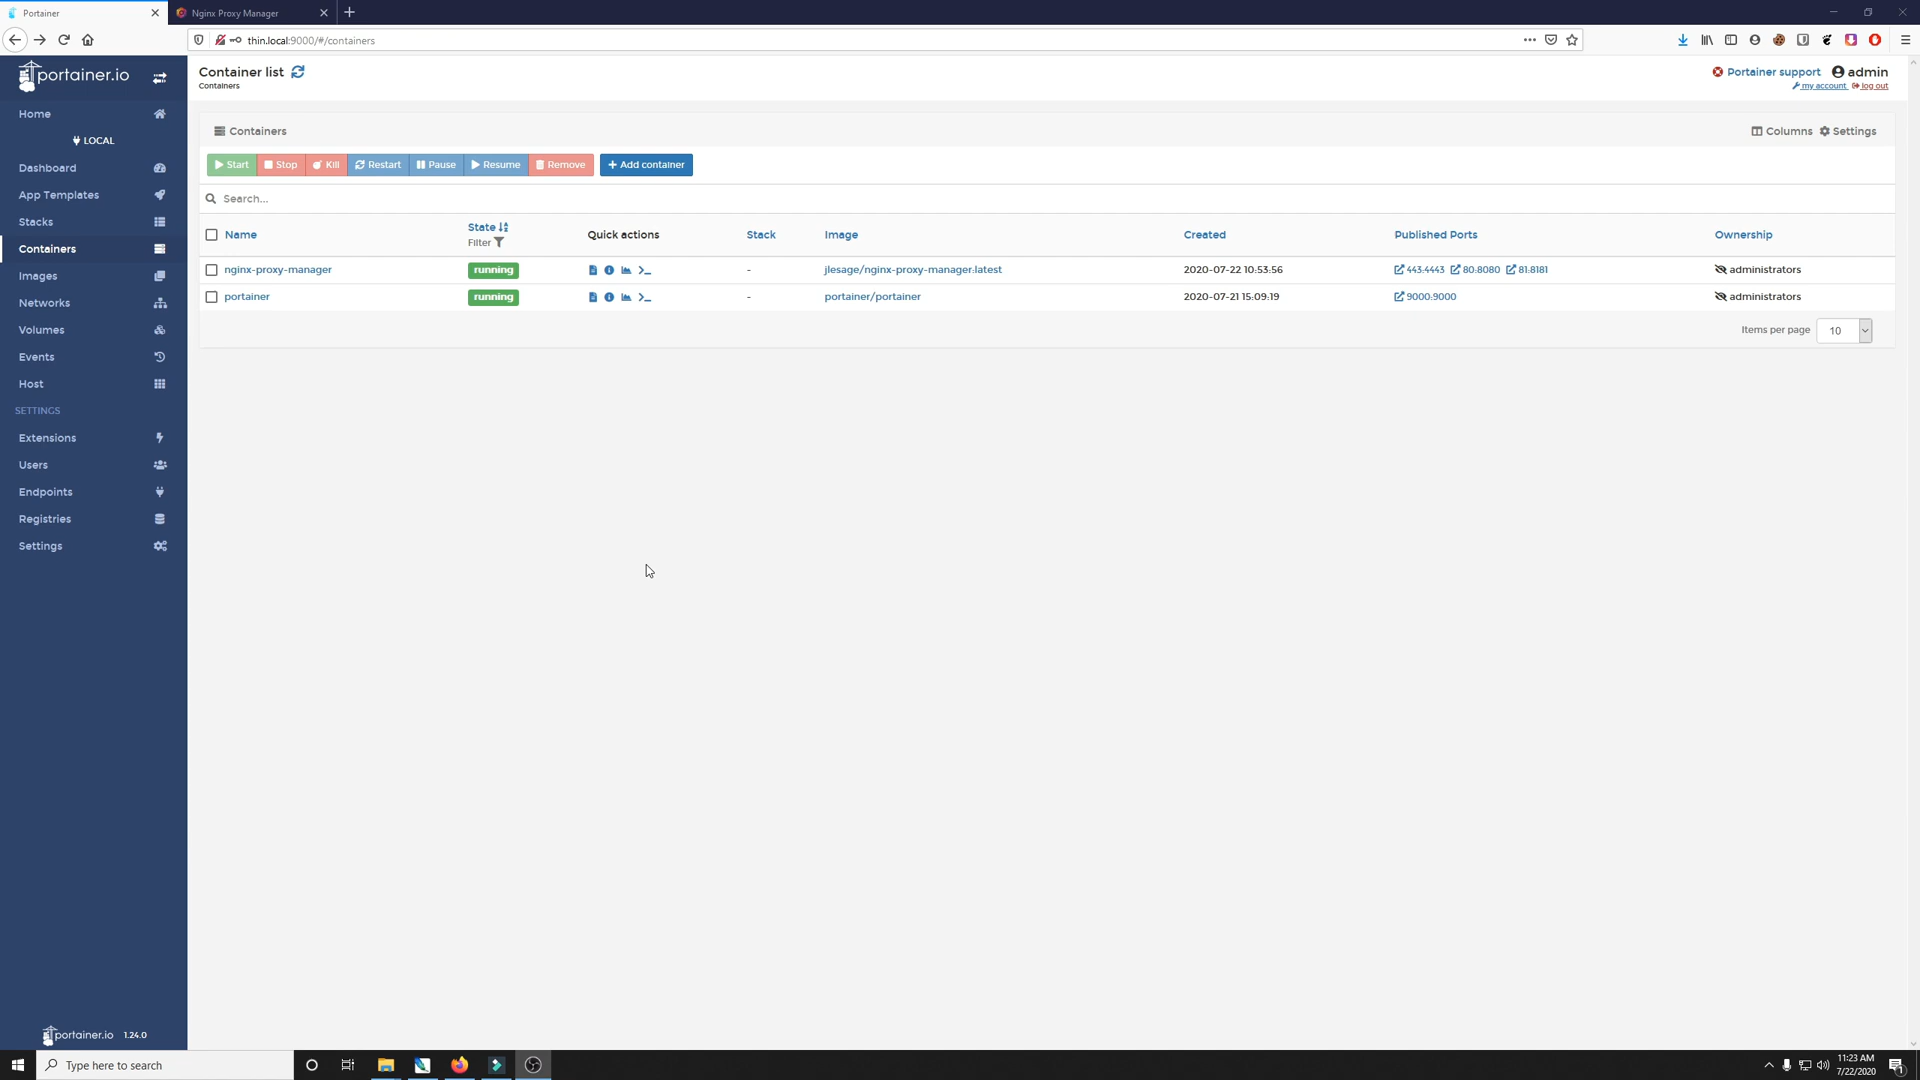 Portainer
Nginx Proxy Manager
thin.local:9000/#/containers
portainer.io
Container list
Containers
Portainer support admin
my account log out
Home
LOCAL
Dashboard
App Templates
Stacks
Containers
Images
Networks
Volumes
Events
Host
SETTINGS
Extensions
Users
Endpoints
Registries
Settings
Containers
Columns Settings
Start Stop Kill Restart Pause Resume Remove Add container
Search...
Name State Quick actions Stack Image Created Published Ports Ownership
Filter
nginx-proxy-manager running - jlesage/nginx-proxy-manager:latest 2020-07-22 10:53:56 443:4443 80:8080 81:8181 administrators
portainer running - portainer/portainer 2020-07-21 15:09:19 9000:9000 administrators
Items per page 10
portainer.io 1.24.0
Type here to search
11:23 AM
7/22/2020
1